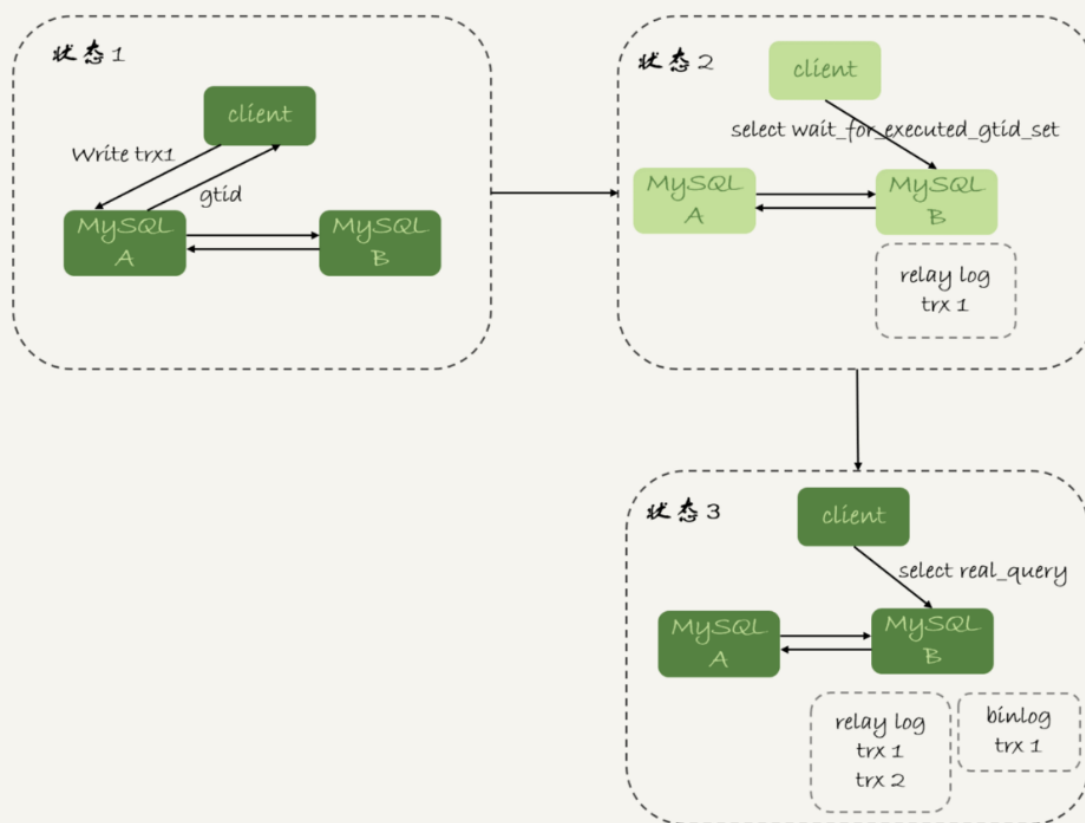 状态1
client
Write trx1
gtid
MySQL
A
MySQL
B
状态2
client
select wait_for_executed_gtid_set
MySQL
A
MySQL
B
relay log
trx 1
状态3
client
select real_query
MySQL
A
MySQL
B
relay log
trx 1
trx 2
binlog
trx 1